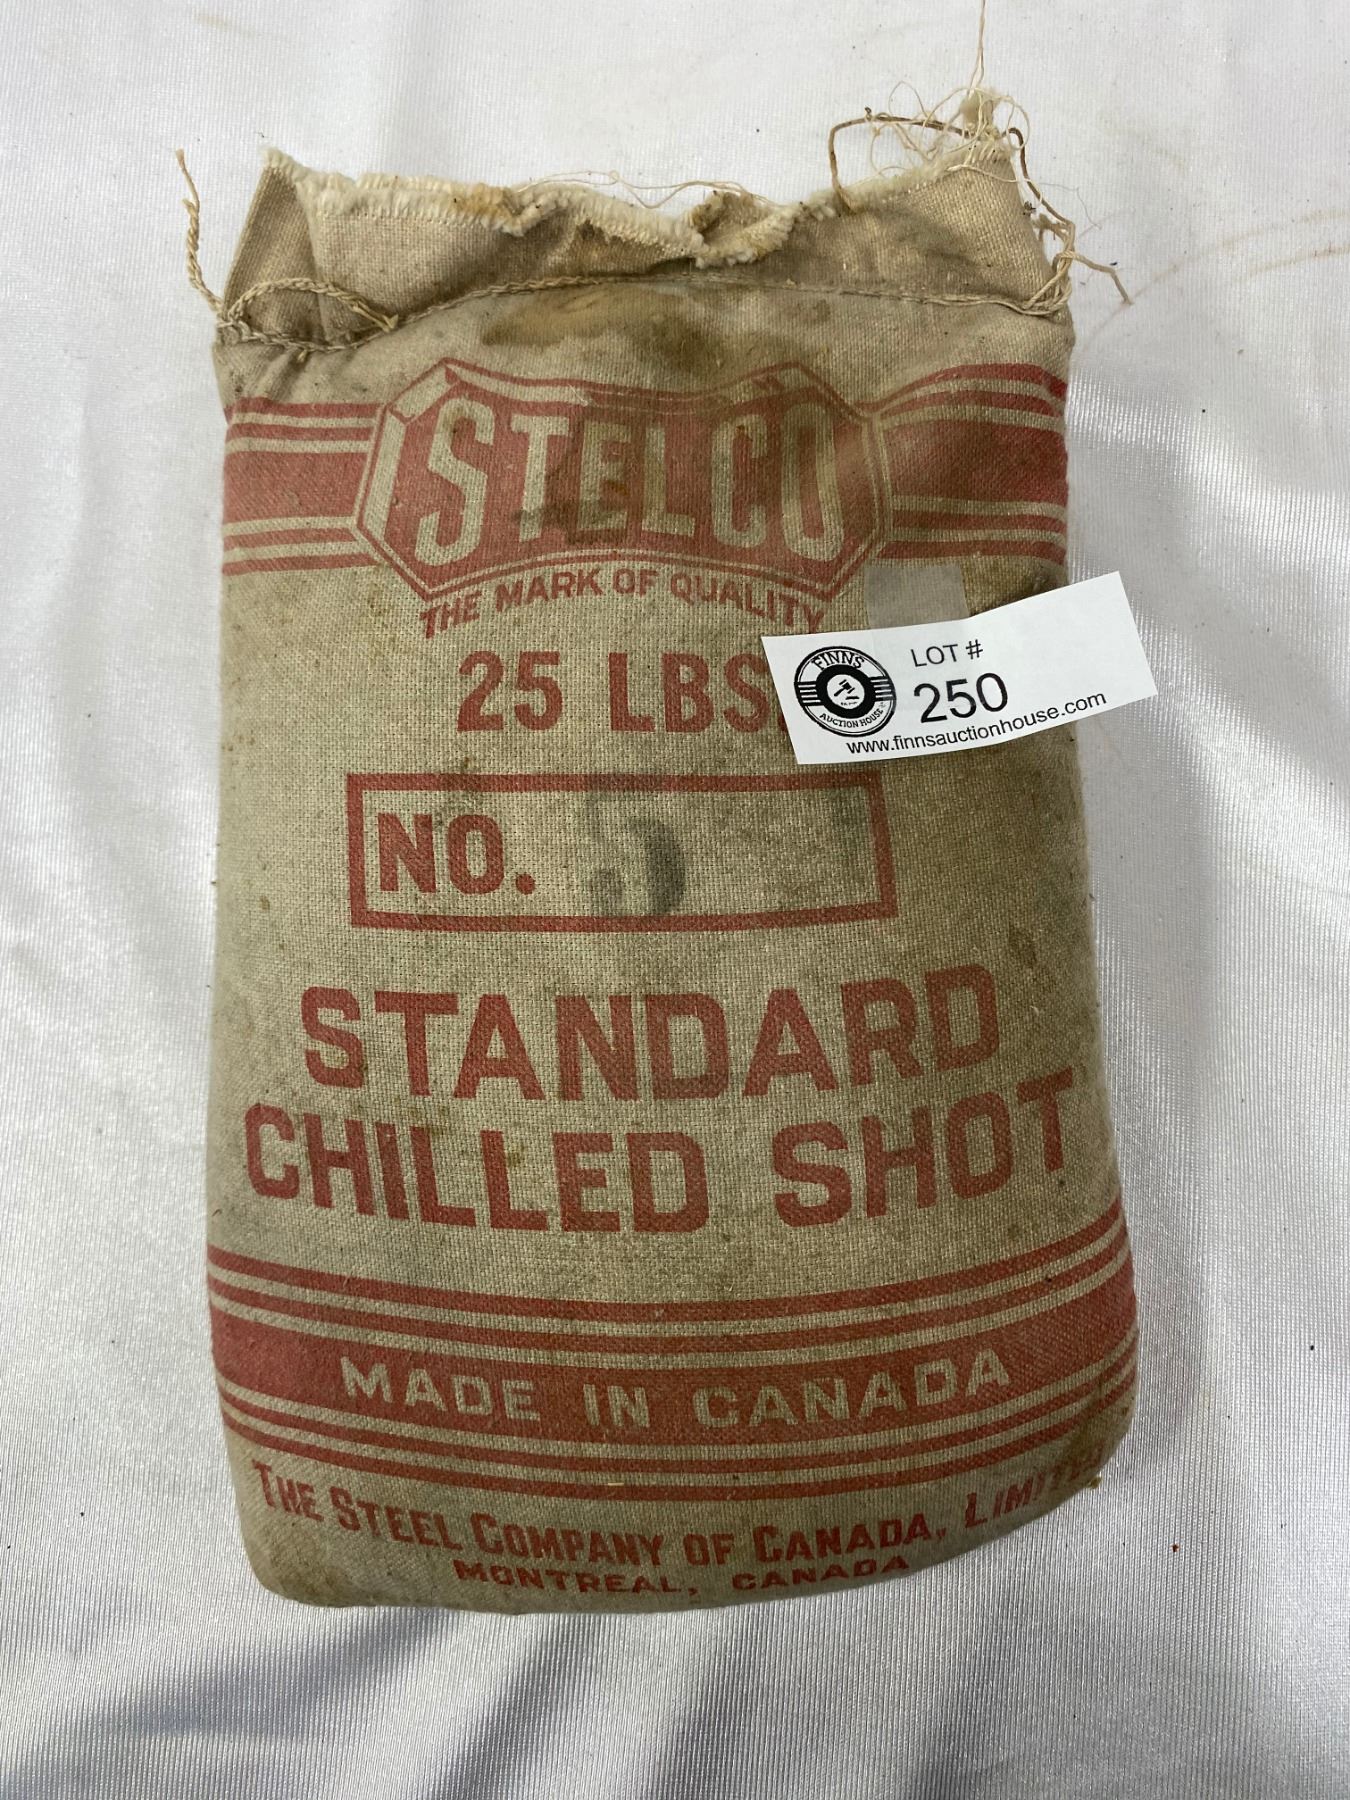 STELCO
THE MARK OF QUALITY
25 LBS.
FINNS
AUCTION HOUSE
LOT #
250
www.finnsauctionhouse.com
NO. 5
STANDARD
CHILLED SHOT
MADE IN CANADA
THE STEEL COMPANY OF CANADA, LIMITED
MONTREAL, CANADA